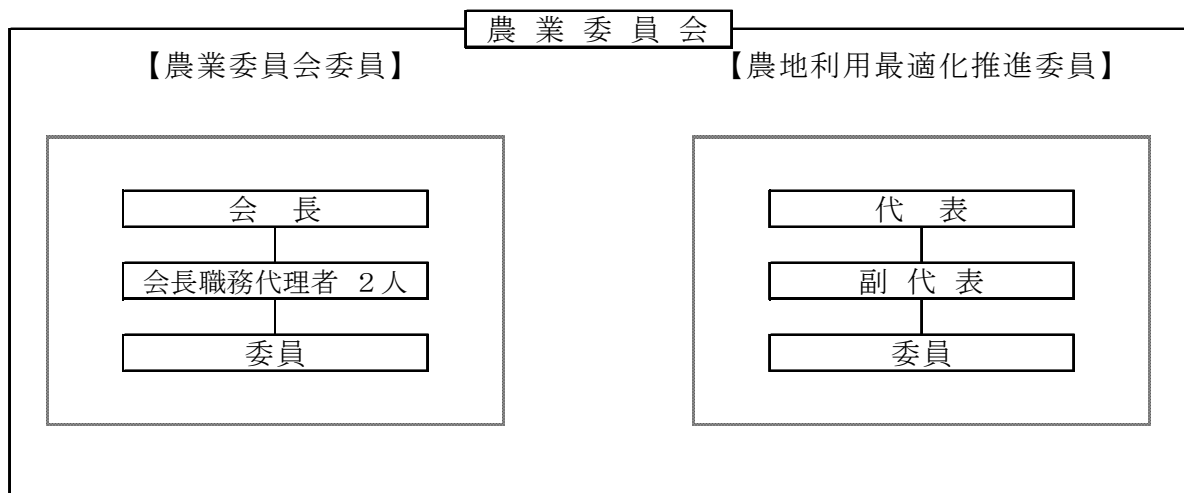 農 業 委 員 会
【農業委員会委員】
【農地利用最適化推進委員】
会　長
代　表
会長職務代理者 ２人
副 代 表
委員
委員